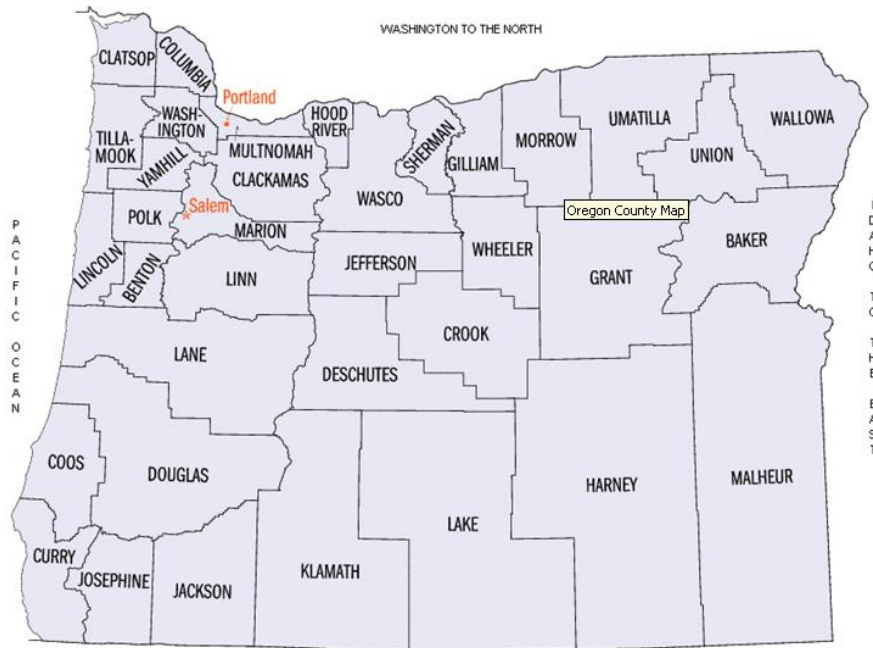 WASHINGTON TO THE NORTH
CLATSOP
COLUMBIA
Portland
WASH-
INGTON
HOOD
RIVER
TILLA-
MOOK
MULTNOMAH
YAMHILL
CLACKAMAS
SHERMAN
GILLIAM
MORROW
UMATILLA
UNION
WALLOWA
WASCO
Oregon County Map
POLK
Salem
MARION
WHEELER
GRANT
BAKER
LINCOLN
BENTON
LINN
JEFFERSON
CROOK
LANE
DESCHUTES
PACIFIC OCEAN
COOS
DOUGLAS
HARNEY
MALHEUR
LAKE
CURRY
JOSEPHINE
JACKSON
KLAMATH